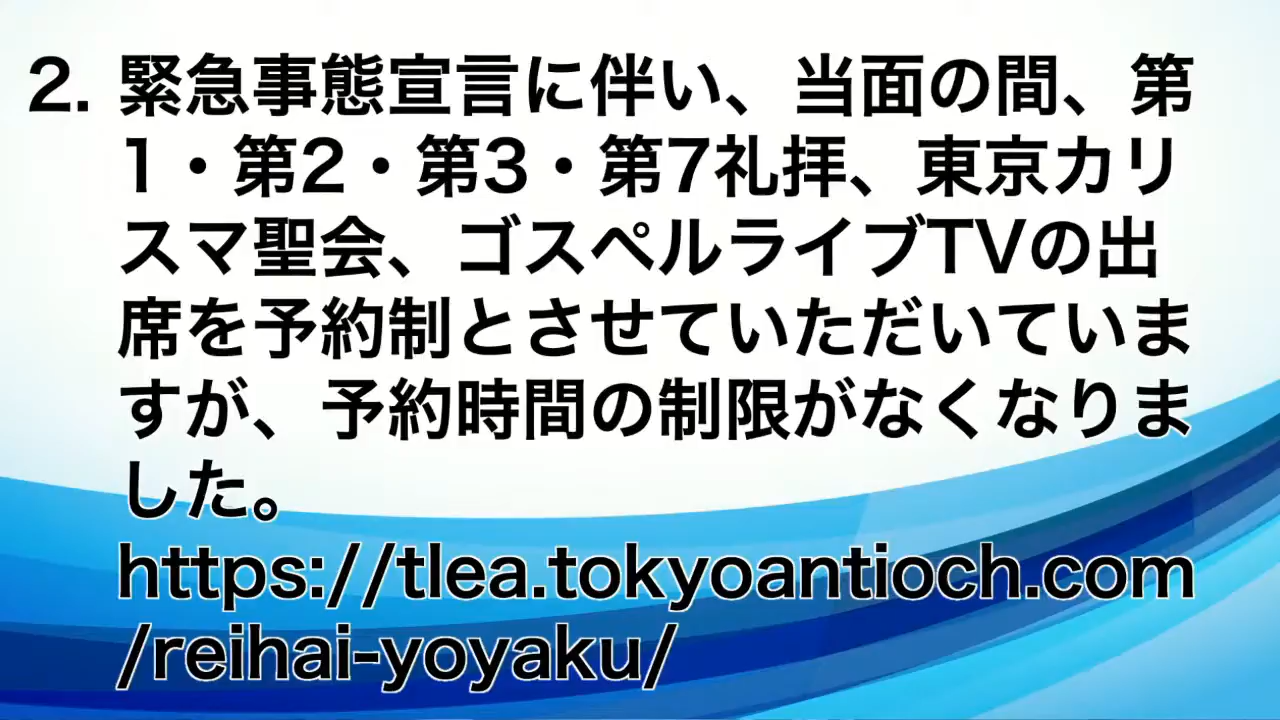 2. 緊急事態宣言に伴い、当面の間、第
1・第2・第3・第7礼拝、東京カリ
スマ聖会、ゴスペルライブTVの出
席を予約制とさせていただいていま
すが、予約時間の制限がなくなりま
した。
https://tlea.tokyoantioch.com
/reihai-yoyaku/